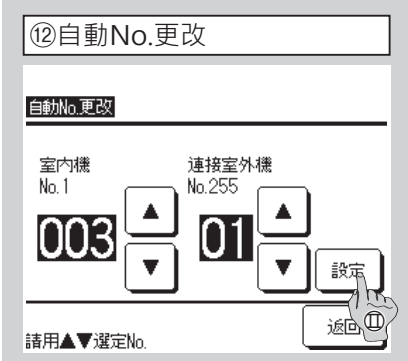 ⑫自動No.更改
自動No.更改
室内機
No.1
連接室外機
No.255
003
▲
▼
01
▲
▼
設定
返回
⑪
請用▲▼選定No.